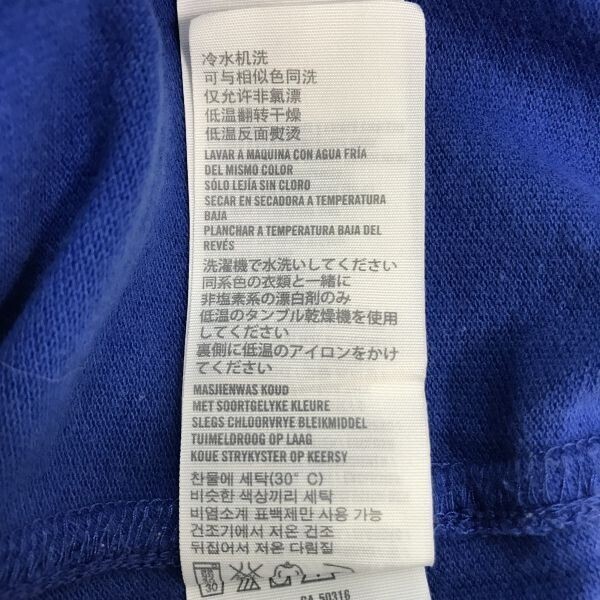 冷水机洗
可与相似色同洗
仅允许非氯漂
低温翻转干燥
低温反面熨烫
LAVAR A MAQUINA CON AGUA FRÍA
DEL MISMO COLOR
SÓLO LEJÍA SIN CLORO
SECAR EN SECADORA A TEMPERATURA
BAJA
PLANCHAR A TEMPERATURA BAJA DEL
REVÉS
洗濯機で水洗いしてください
同系色の衣類と一緒に
非塩素系の漂白剤のみ
低温のタンブル乾燥機を使用
してください
裏側に低温のアイロンをかけ
てください
MASJIENWAS KOUD
MET SOORTGELYKE KLEURE
SLEGS CHLOORVRYE BLEIKMIDDEL
TUIMELDROOG OP LAAG
KOUE STRYKYSTER OP KEERSY
찬물에 세탁(30° C)
비슷한 색상끼리 세탁
비염소계 표백제만 사용 가능
건조기에서 저온 건조
뒤집어서 저온 다림질
30
CA 50316